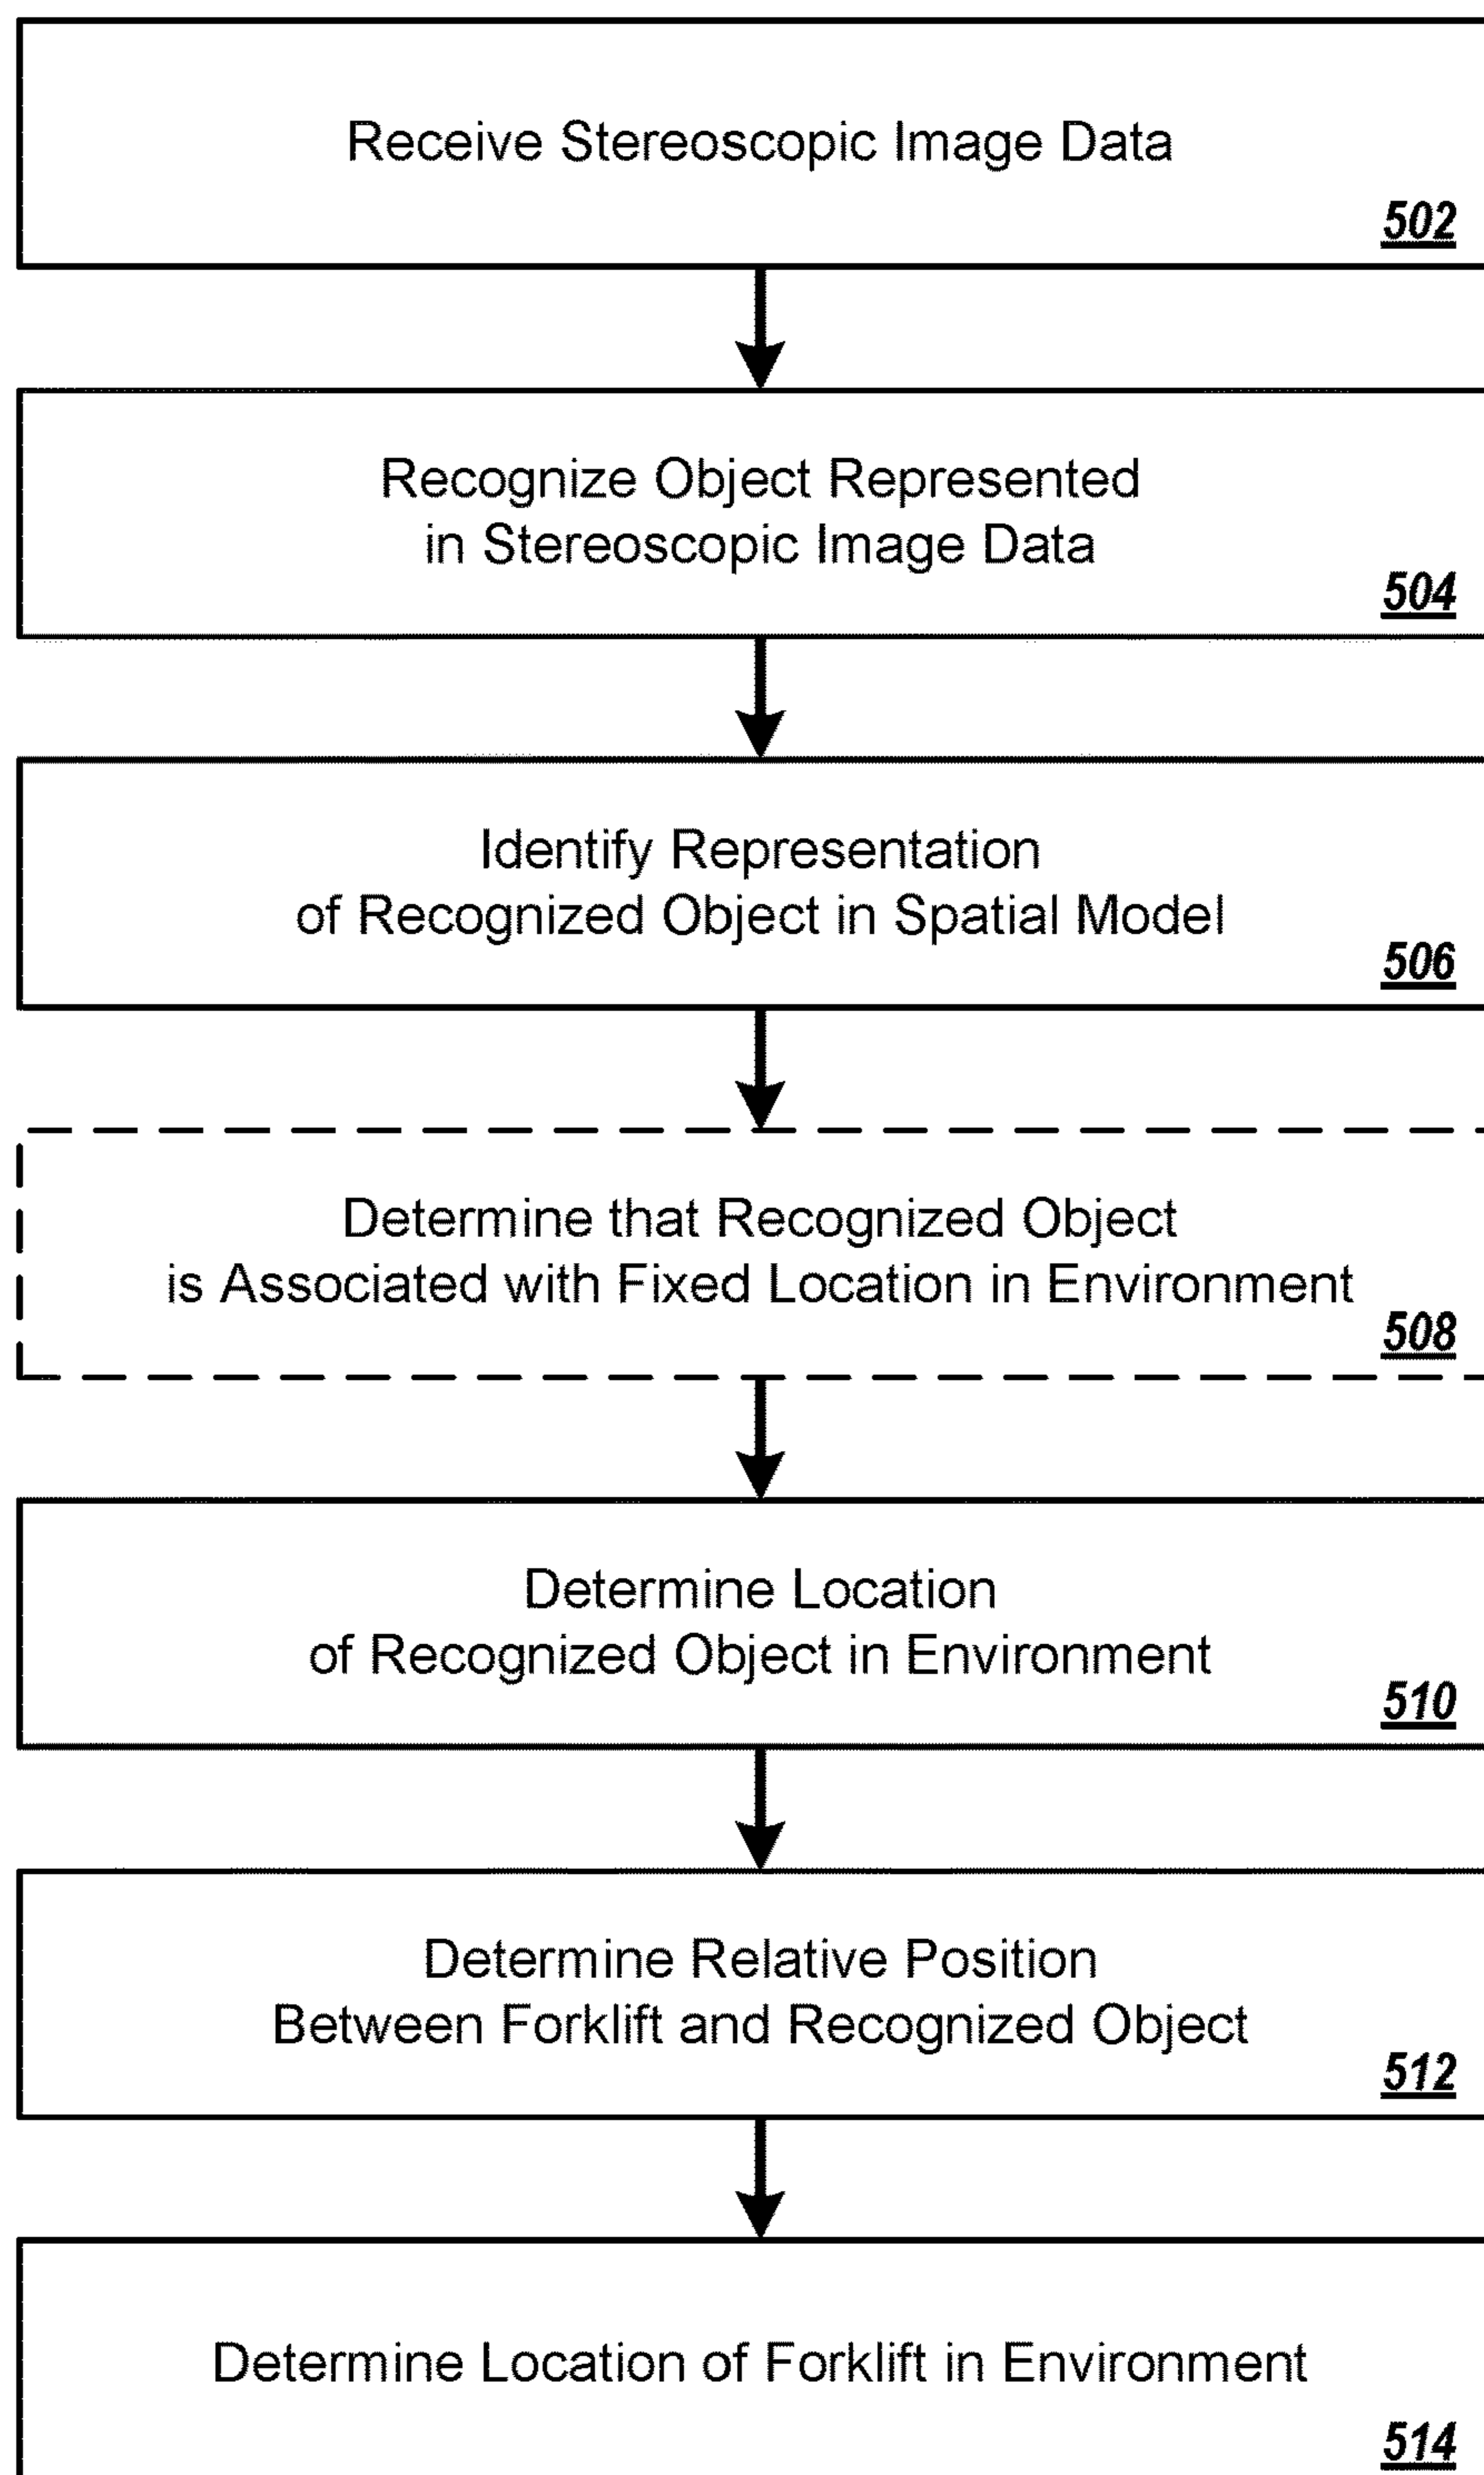 Receive Stereoscopic Image Data
502
Recognize Object Represented
in Stereoscopic Image Data
504
Identify Representation
of Recognized Object in Spatial Model
506
Determine that Recognized Object
is Associated with Fixed Location in Environment
508
Determine Location
of Recognized Object in Environment
510
Determine Relative Position
Between Forklift and Recognized Object
512
Determine Location of Forklift in Environment
514